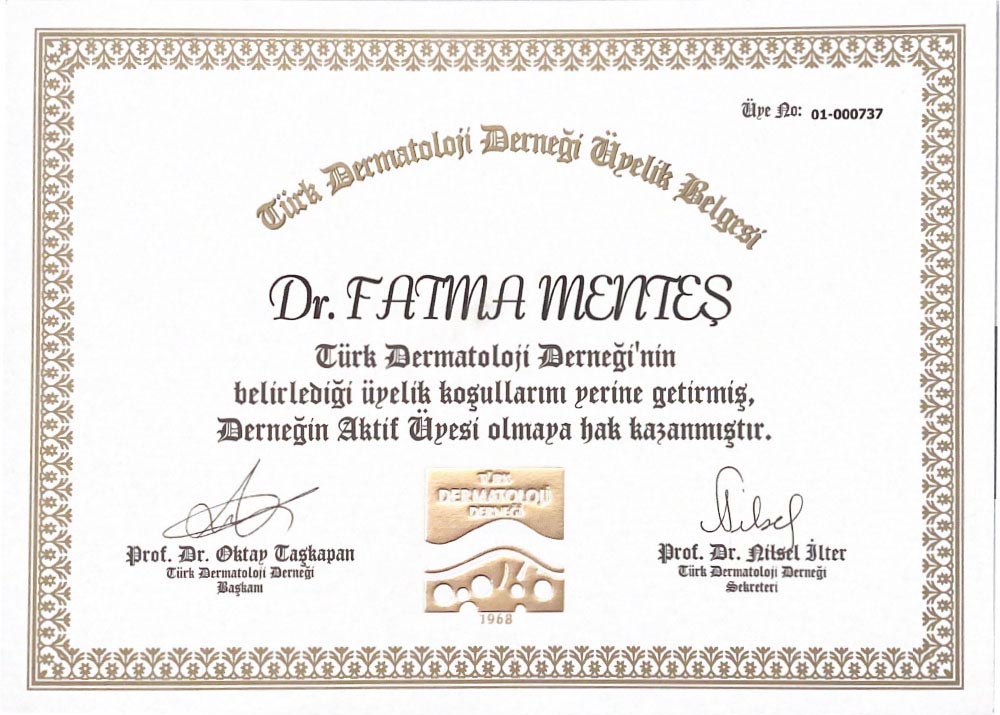 Üye No: 01-000737
Türk Dermatoloji Derneği Üyelik Belgesi
Dr. FATMA MENTEŞ
Türk Dermatoloji Derneği'nin
belirlediği üyelik koşullarını yerine getirmiş,
Derneğin Aktif Üyesi olmaya hak kazanmıştır.
TÜRK
DERMATOLOJİ
DERNEĞİ
1968
Prof. Dr. Oktay Taşkapan
Türk Dermatoloji Derneği
Başkanı
Nilsel
Prof. Dr. Nilsel İlter
Türk Dermatoloji Derneği
Sekreteri